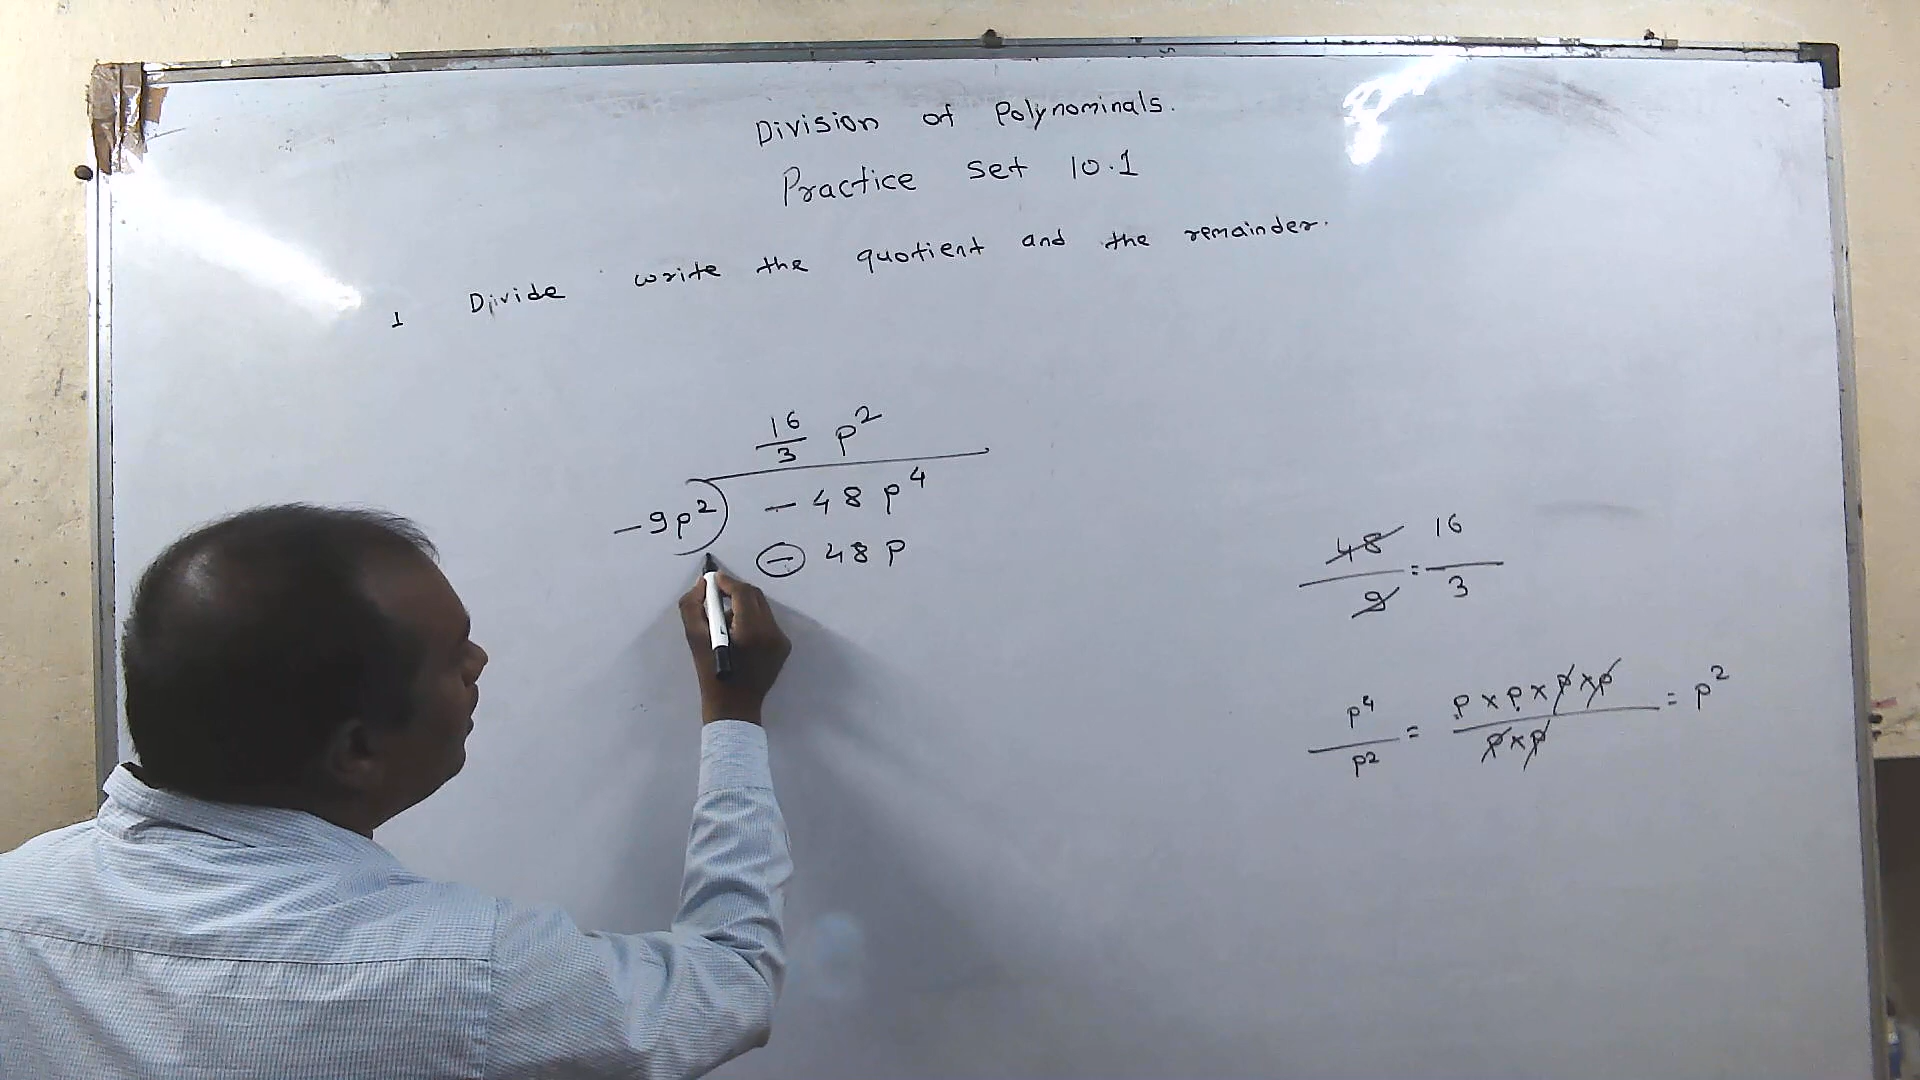 Division of Polynominals.
Practice Set 10.1
1 Divide write the quotient and the remainder.
16/3 p²
-9p² ) - 48 p⁴
- 48 p
48/9 = 16/3
p⁴/p² = p × p × p × p / p × p = p²